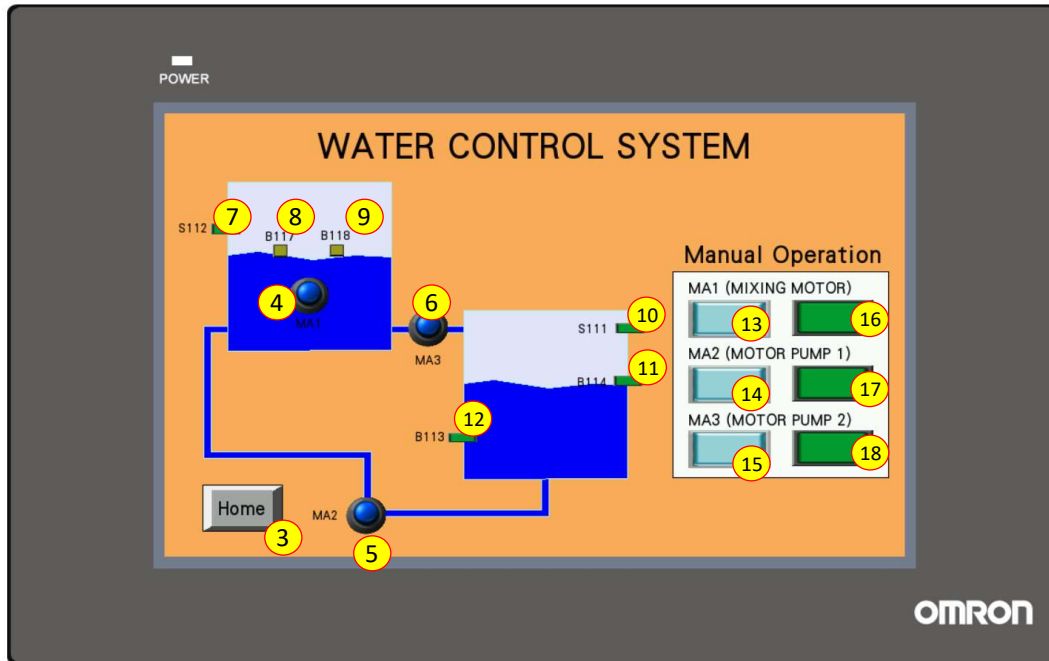 POWER
WATER CONTROL SYSTEM
S112
7
8
9
B117
B118
4
MA1
6
MA3
S111
10
B114
11
12
B113
Manual Operation
MA1 (MIXING MOTOR)
13
16
MA2 (MOTOR PUMP 1)
14
17
MA3 (MOTOR PUMP 2)
15
18
Home
3
MA2
5
OMRON